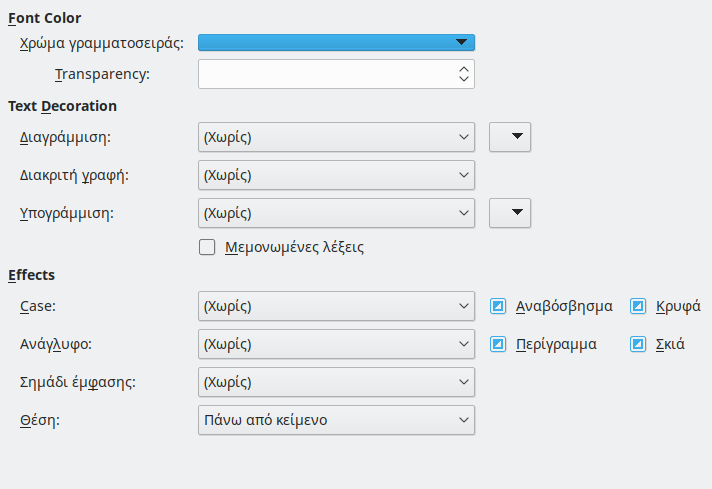 Font Color
Χρώμα γραμματοσειράς:
Transparency:
Text Decoration
Διαγράμμιση: (Χωρίς)
Διακριτή γραφή: (Χωρίς)
Υπογράμμιση: (Χωρίς)
Μεμονωμένες λέξεις
Effects
Case: (Χωρίς) Αναβόσβησμα Κρυφά
Ανάγλυφο: (Χωρίς) Περίγραμμα Σκιά
Σημάδι έμφασης: (Χωρίς)
Θέση: Πάνω από κείμενο